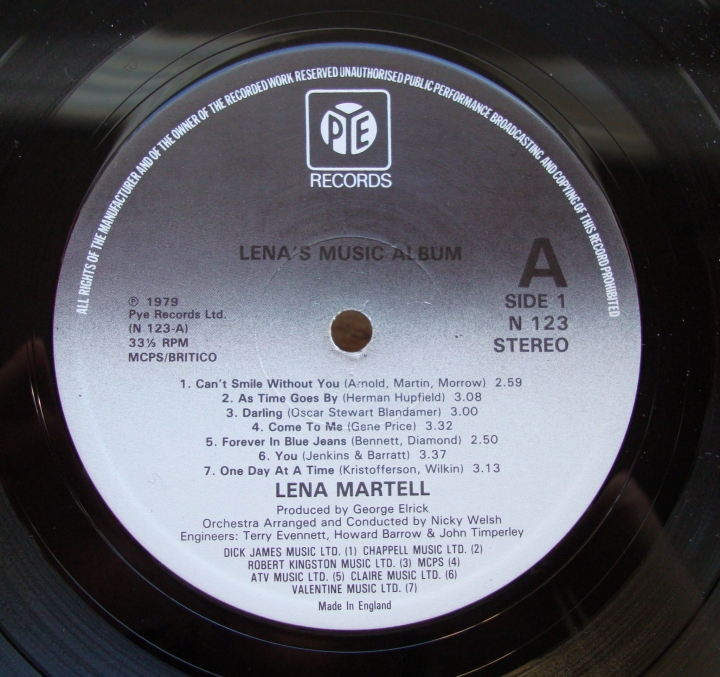 ALL RIGHTS OF THE MANUFACTURER AND OF THE OWNER OF THE RECORDED WORK RESERVED UNAUTHORISED PUBLIC PERFORMANCE BROADCASTING AND COPYING OF THIS RECORD PROHIBITED
PYE
RECORDS
LENA'S MUSIC ALBUM
A
SIDE 1
N 123
STEREO
℗ 1979
Pye Records Ltd.
(N 123-A)
33⅓ RPM
MCPS/BRITICO
1. Can't Smile Without You (Arnold, Martin, Morrow) 2.59
2. As Time Goes By (Herman Hupfield) 3.08
3. Darling (Oscar Stewart Blandamer) 3.00
4. Come To Me (Gene Price) 3.32
5. Forever In Blue Jeans (Bennett, Diamond) 2.50
6. You (Jenkins & Barratt) 3.37
7. One Day At A Time (Kristofferson, Wilkin) 3.13
LENA MARTELL
Produced by George Elrick
Orchestra Arranged and Conducted by Nicky Welsh
Engineers: Terry Evennett, Howard Barrow & John Timperley
DICK JAMES MUSIC LTD. (1) CHAPPELL MUSIC LTD. (2)
ROBERT KINGSTON MUSIC LTD. (3) MCPS (4)
ATV MUSIC LTD. (5) CLAIRE MUSIC LTD. (6)
VALENTINE MUSIC LTD. (7)
Made In England